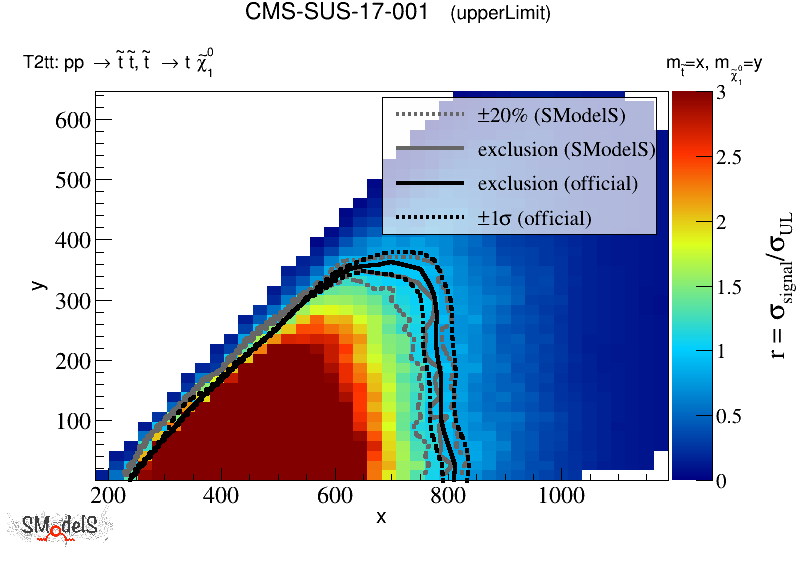 CMS-SUS-17-001 (upperLimit)
T2tt: pp → t̃ t̃, t̃ → t χ̃⁰₁
m_t̃=x, m_χ̃⁰₁=y
±20% (SModelS)
exclusion (SModelS)
exclusion (official)
±1σ (official)
600
500
400
300
200
100
y
200
400
600
800
1000
x
3
2.5
2
1.5
1
0.5
0
r = σ_signal/σ_UL
SModelS